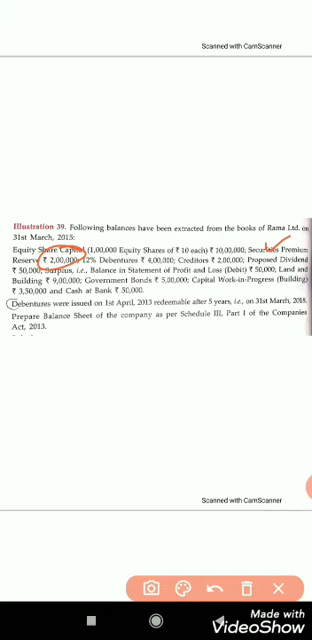 Scanned with CamScanner
Illustration 39. Following balances have been extracted from the books of Rama Ltd. on
31st March, 2015:
Equity Share Capital (1,00,000 Equity Shares of ₹ 10 each) ₹ 10,00,000; Securities Premium
Reserve ₹ 2,00,000; 12% Debentures ₹ 4,00,000; Creditors ₹ 2,00,000; Proposed Dividend
₹ 50,000; Surplus, i.e., Balance in Statement of Profit and Loss (Debit) ₹ 50,000; Land and
Building ₹ 9,00,000; Government Bonds ₹ 5,00,000; Capital Work-in-Progress (Building)
₹ 3,50,000 and Cash at Bank ₹ 50,000.
Debentures were issued on 1st April, 2013 redeemable after 5 years, i.e., on 31st March, 2018.
Prepare Balance Sheet of the company as per Schedule III, Part I of the Companies
Act, 2013.
Scanned with CamScanner
Made with
VideoShow